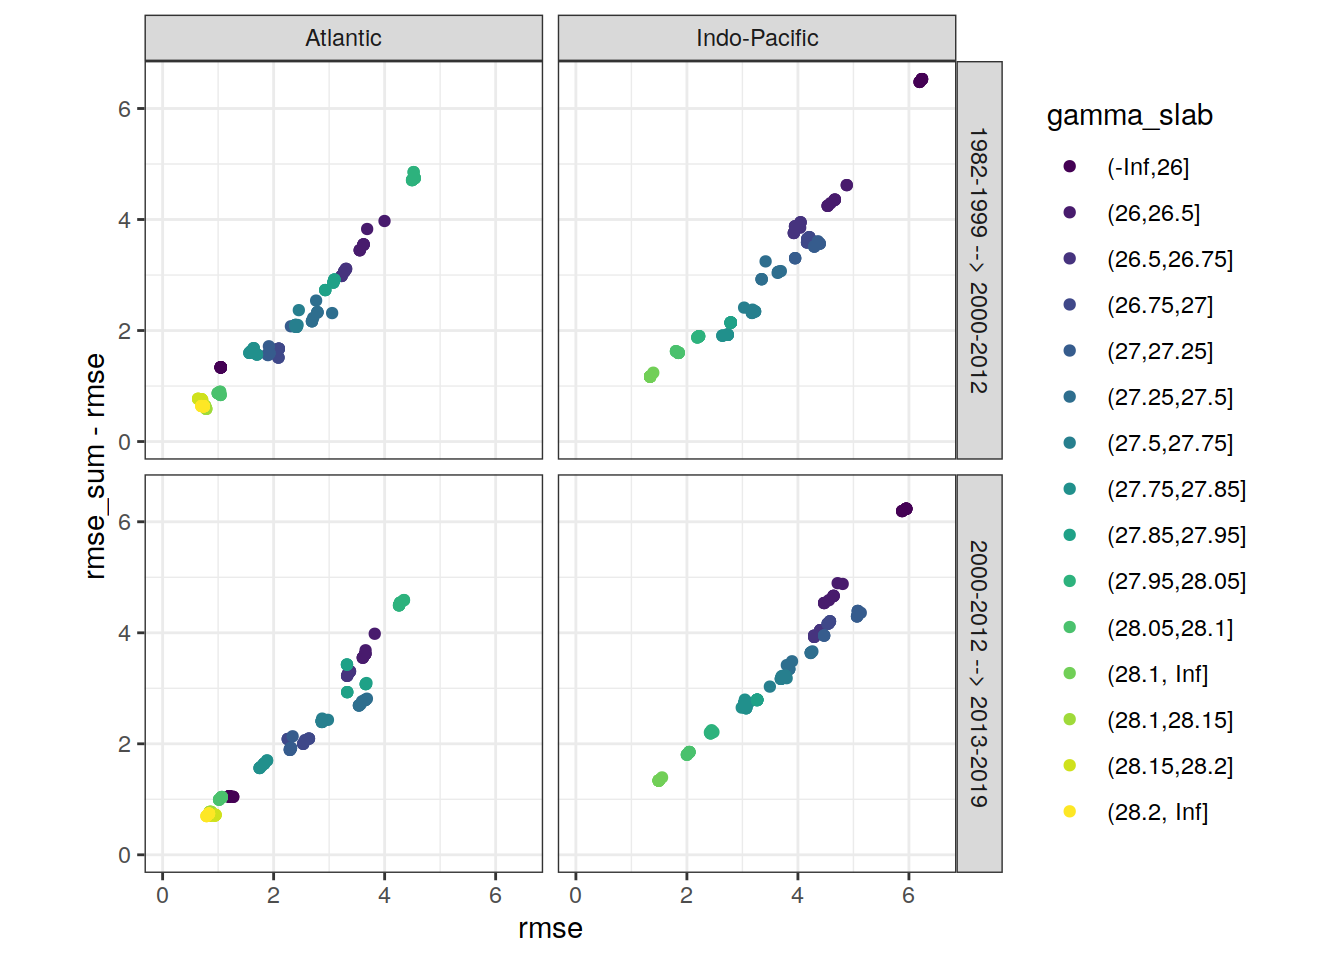 Atlantic
Indo-Pacific
6
4
2
0
1982-1999 --> 2000-2012
6
4
2
0
2000-2012 --> 2013-2019
0
2
4
6
0
2
4
6
rmse
rmse_sum - rmse
gamma_slab
(-Inf,26]
(26,26.5]
(26.5,26.75]
(26.75,27]
(27,27.25]
(27.25,27.5]
(27.5,27.75]
(27.75,27.85]
(27.85,27.95]
(27.95,28.05]
(28.05,28.1]
(28.1, Inf]
(28.1,28.15]
(28.15,28.2]
(28.2, Inf]